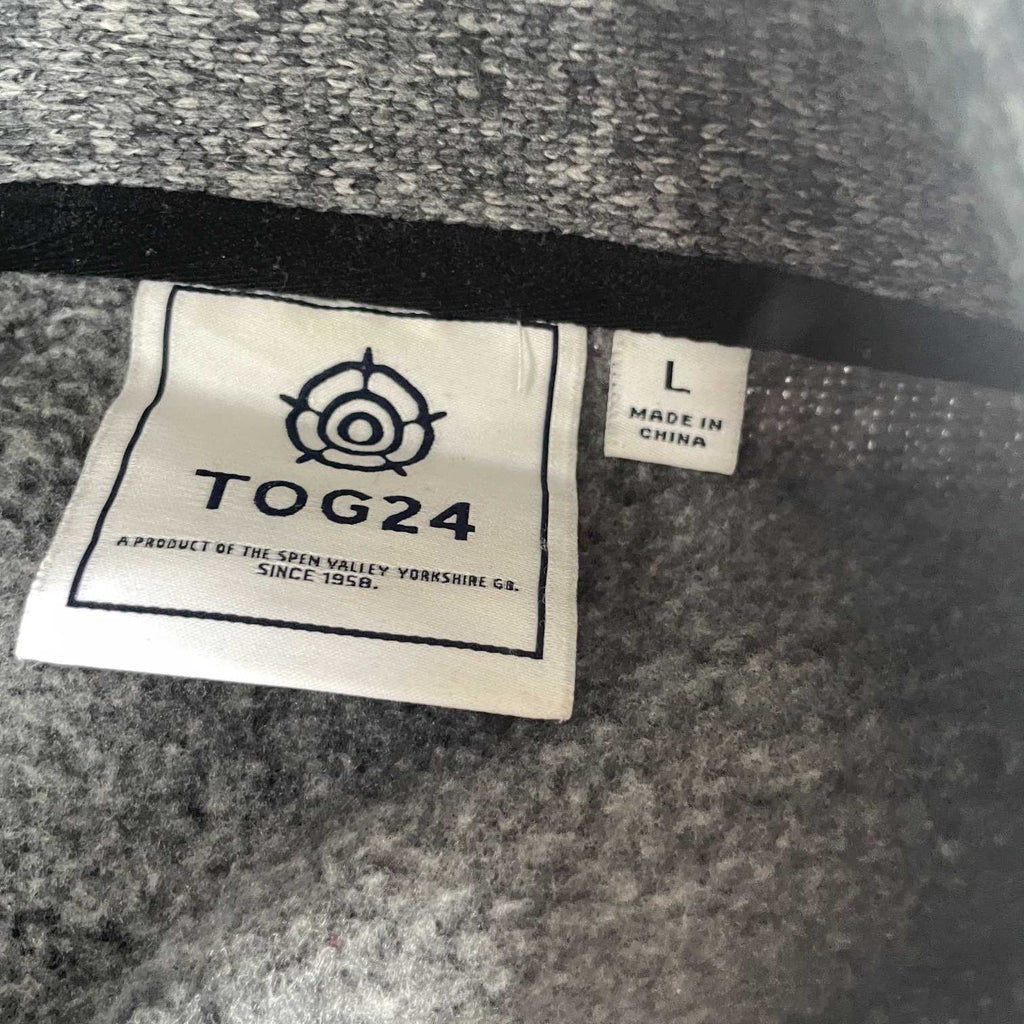 TOG24
A PRODUCT OF THE SPEN VALLEY YORKSHIRE GB.
SINCE 1958.
L
MADE IN
CHINA